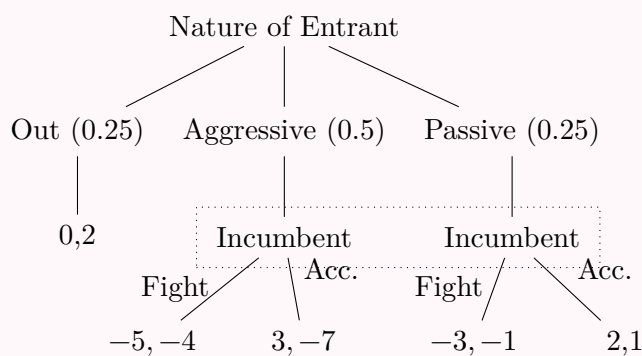 Nature of Entrant
Out (0.25) Aggressive (0.5) Passive (0.25)
0,2 Incumbent Incumbent
Fight Acc. Fight Acc.
−5, −4 3, −7 −3, −1 2,1